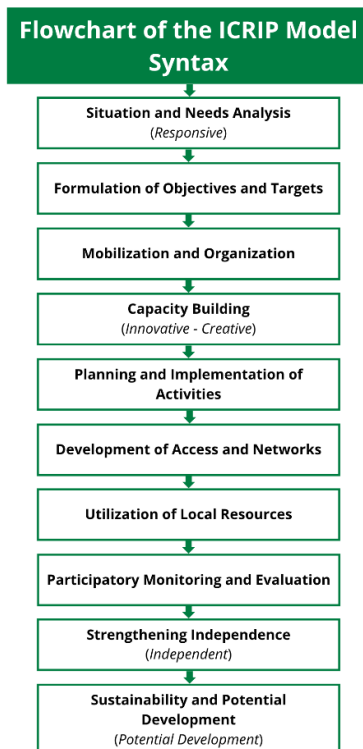 Flowchart of the ICRIP Model
Syntax
Situation and Needs Analysis
(Responsive)
Formulation of Objectives and Targets
Mobilization and Organization
Capacity Building
(Innovative - Creative)
Planning and Implementation of
Activities
Development of Access and Networks
Utilization of Local Resources
Participatory Monitoring and Evaluation
Strengthening Independence
(Independent)
Sustainability and Potential
Development
(Potential Development)